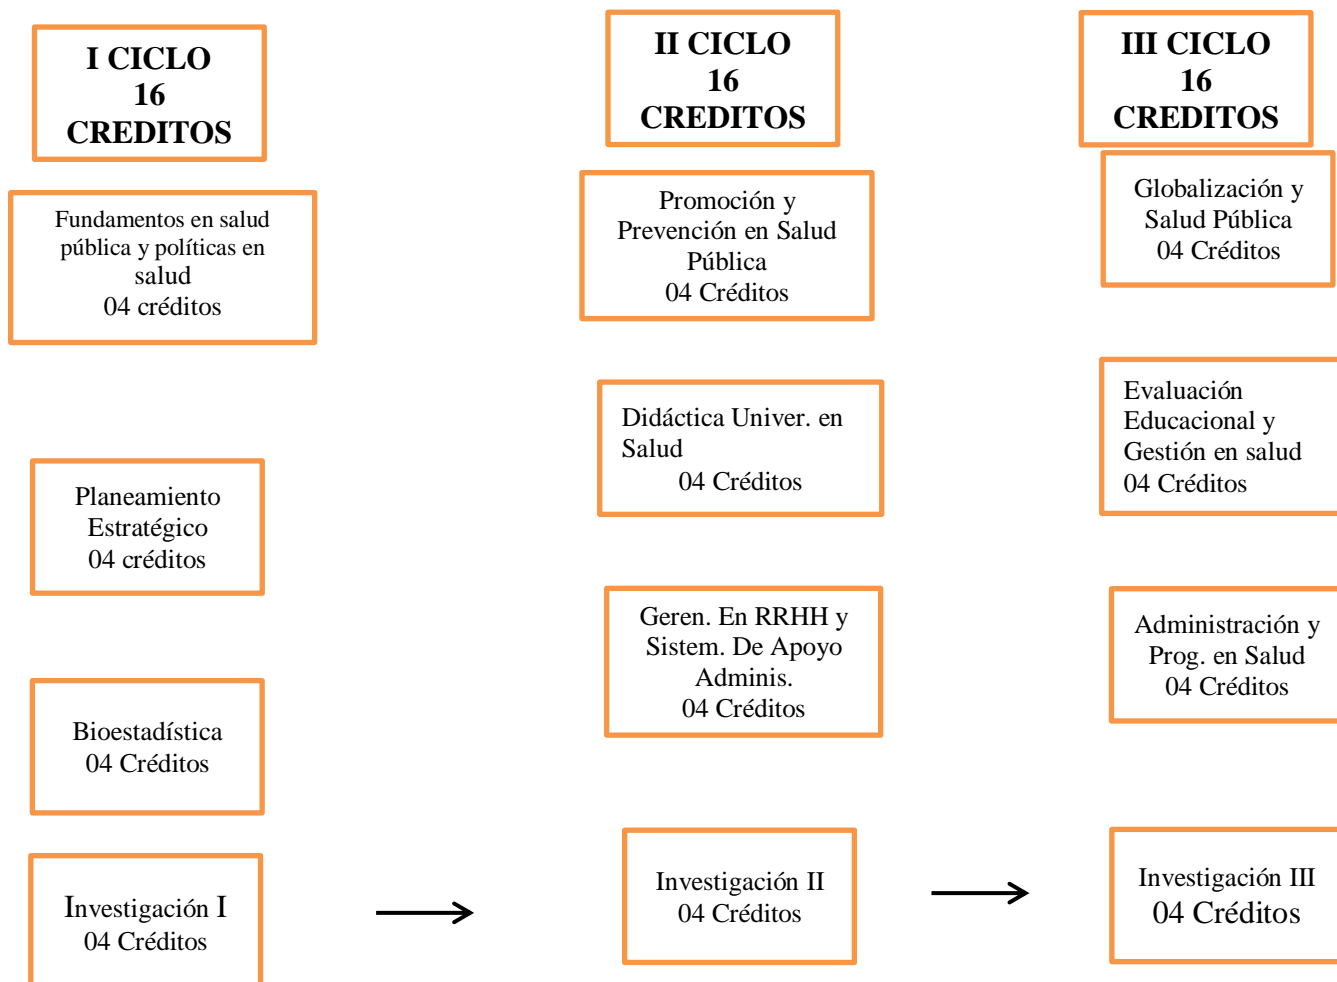 I CICLO
16
CREDITOS
Fundamentos en salud
pública y políticas en
salud
04 créditos
Planeamiento
Estratégico
04 créditos
Bioestadística
04 Créditos
Investigación I
04 Créditos
II CICLO
16
CREDITOS
Promoción y
Prevención en Salud
Pública
04 Créditos
Didáctica Univer. en
Salud
04 Créditos
Geren. En RRHH y
Sistem. De Apoyo
Adminis.
04 Créditos
Investigación II
04 Créditos
III CICLO
16
CREDITOS
Globalización y
Salud Pública
04 Créditos
Evaluación
Educacional y
Gestión en salud
04 Créditos
Administración y
Prog. en Salud
04 Créditos
Investigación III
04 Créditos